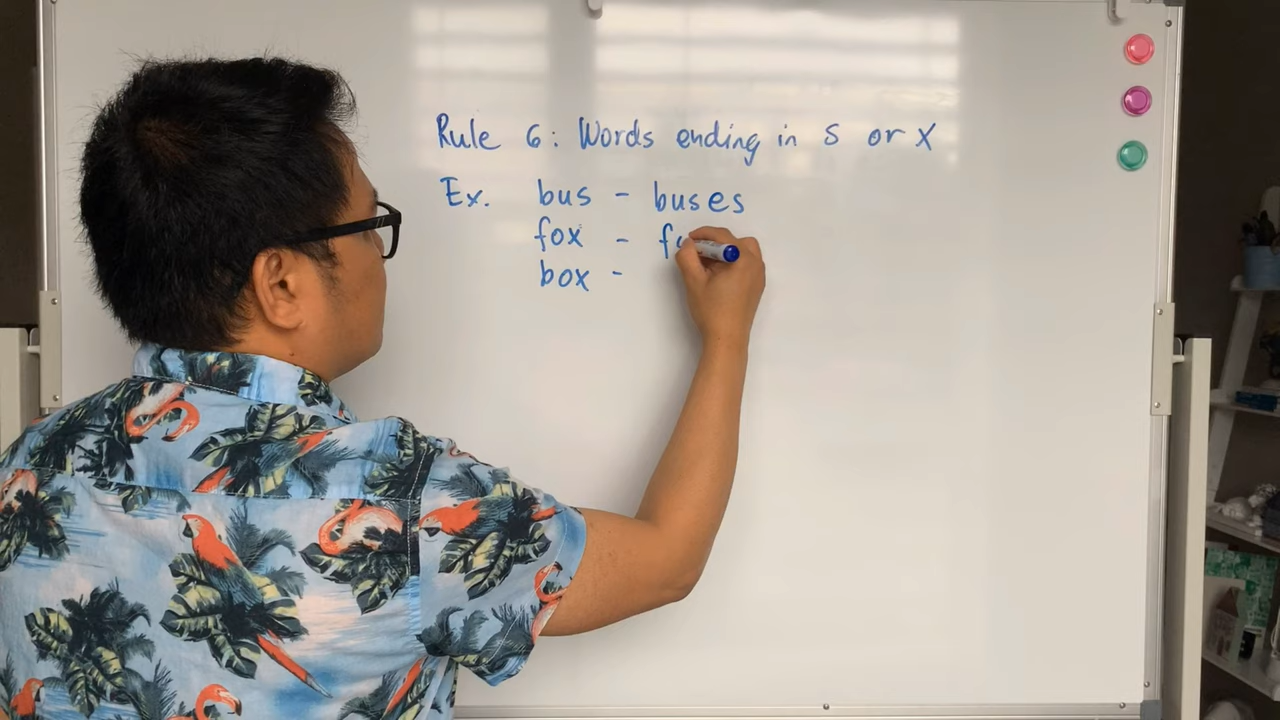 Rule 6: Words ending in s or x
Ex. bus - buses
fox - f
box -